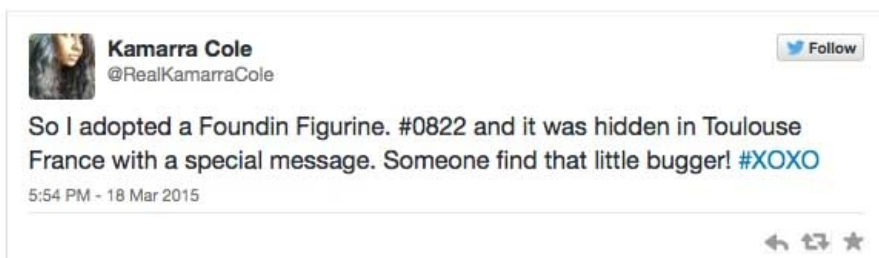 Kamarra Cole
Follow
@RealKamarraCole
So I adopted a Foundin Figurine. #0822 and it was hidden in Toulouse
France with a special message. Someone find that little bugger! #XOXO
5:54 PM - 18 Mar 2015